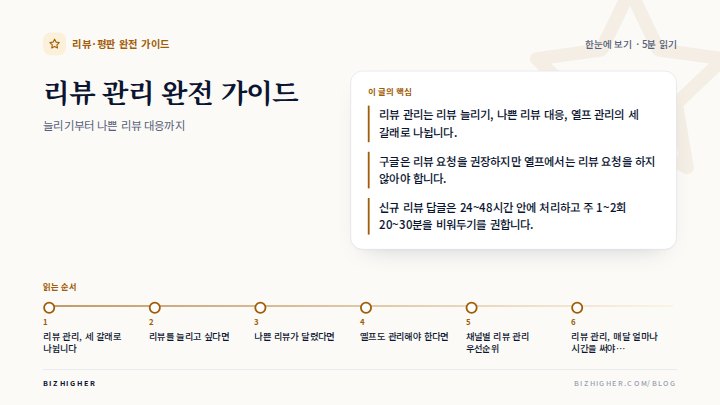 리뷰·평판 완전 가이드
한눈에 보기 · 5분 읽기
리뷰 관리 완전 가이드
늘리기부터 나쁜 리뷰 대응까지
이 글의 핵심
리뷰 관리는 리뷰 늘리기, 나쁜 리뷰 대응, 옐프 관리의 세
갈래로 나뉩니다.
구글은 리뷰 요청을 권장하지만 옐프에서는 리뷰 요청을 하지
않아야 합니다.
신규 리뷰 답글은 24~48시간 안에 처리하고 주 1~2회
20~30분을 비워두기를 권합니다.
읽는 순서
1
리뷰 관리, 세 갈래로
나뉩니다
2
리뷰를 늘리고 싶다면
3
나쁜 리뷰가 달렸다면
4
옐프도 관리해야 한다면
5
채널별 리뷰 관리
우선순위
6
리뷰 관리, 매달 얼마나
시간을 써야…
BIZHIGHER
BIZHIGHER.COM/BLOG